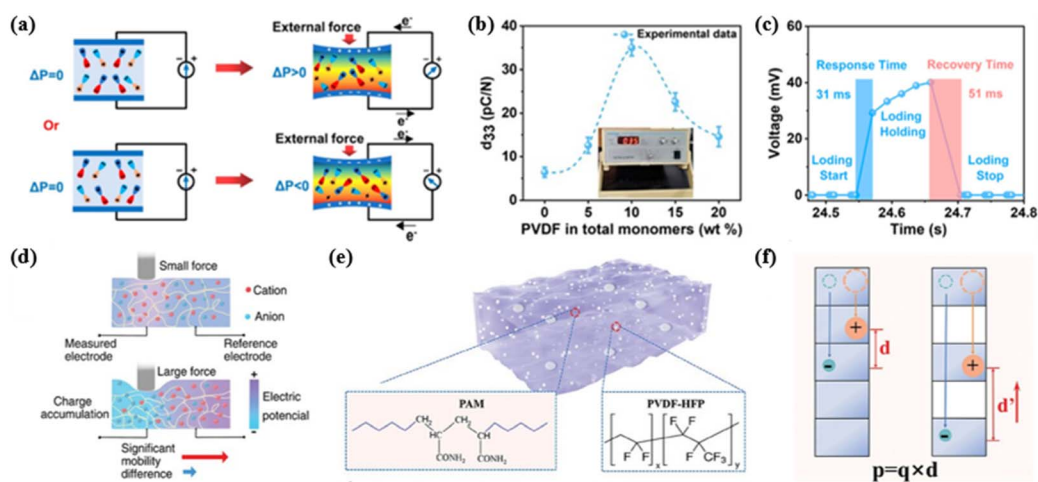 (a)
External force
e-
ΔP=0
ΔP>0
e-
Or
External force
e-
ΔP=0
ΔP<0
e-
(b)
Experimental data
d33 (pC/N)
40
30
20
10
0
0 5 10 15 20
PVDF in total monomers (wt %)
(c)
Voltage (mV)
60
40
20
0
Response Time
31 ms
Recovery Time
51 ms
Loding
Holding
Loding
Start
Loding
Stop
24.5 24.6 24.7 24.8
Time (s)
(d)
Small force
Cation
Anion
Measured
electrode
Reference
electrode
Large force
Charge
accumulation
+
Electric
potencial
-
Significant
mobility
difference
(e)
PAM
CH2 CH2
CH CH
CONH2 CONH2
PVDF-HFP
F F
F F
F CF3
x y
(f)
+
d
-
+
d'
-
p=q×d